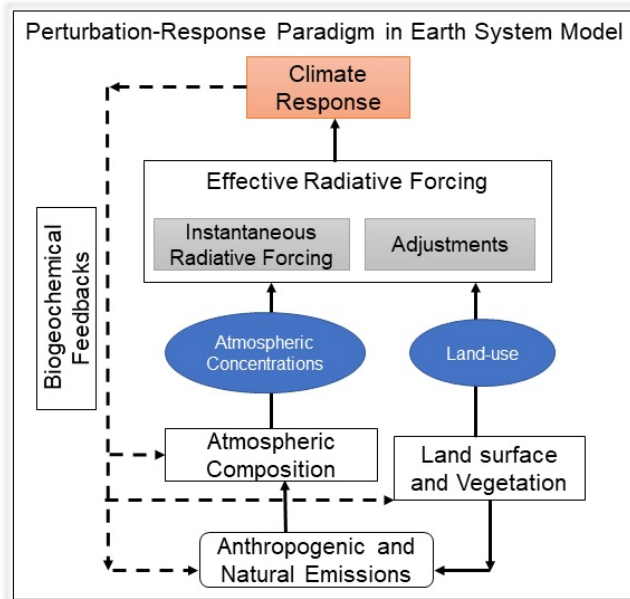 Perturbation-Response Paradigm in Earth System Model
Climate
Response
Effective Radiative Forcing
Instantaneous
Radiative Forcing
Adjustments
Biogeochemical
Feedbacks
Atmospheric
Concentrations
Land-use
Atmospheric
Composition
Land surface
and Vegetation
Anthropogenic and
Natural Emissions